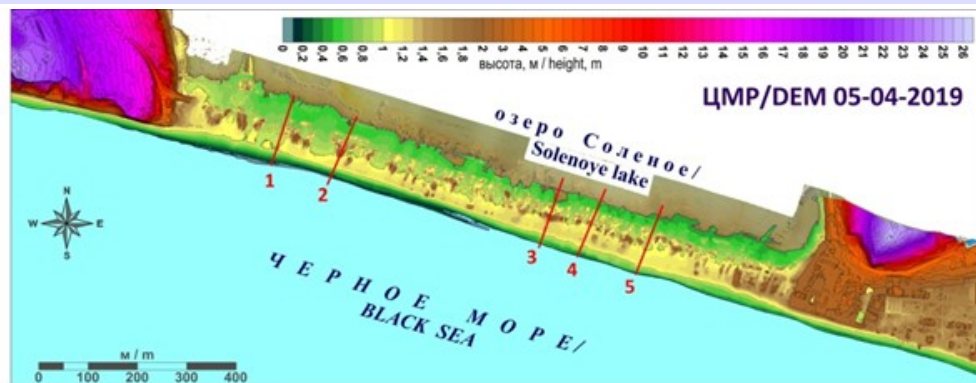 0 0,2 0,4 0,6 0,8 1 1,2 1,4 1,6 1,8 2 3 4 5 6 7 8 9 10 11 12 13 14 15 16 17 18 19 20 21 22 23 24 25 26
высота, м / height, m
ЦМР/DEM 05-04-2019
озеро Соленое/
Solenoye lake
1
2
3
4
5
N
W E
S
ЧЕРНОЕ МОРЕ/
BLACK SEA
м / m
0 100 200 400